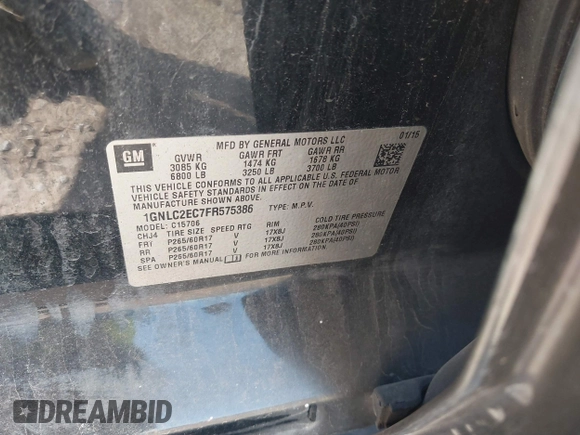 GM
MFD BY GENERAL MOTORS LLC
01/15
GVWR GAWR FRT GAWR RR
3085 KG 1474 KG 1678 KG
6800 LB 3250 LB 3700 LB
THIS VEHICLE CONFORMS TO ALL APPLICABLE U.S. FEDERAL MOTOR
VEHICLE SAFETY STANDARDS IN EFFECT ON THE DATE OF
MANUFACTURE SHOWN ABOVE.
1GNLC2EC7FR575386 TYPE: M.P.V.
MODEL: C15706
CHJ4 TIRE SIZE SPEED RTG RIM COLD TIRE PRESSURE
FRT P265/60R17 V 17X8J 280KPA(40PSI)
RR P265/60R17 V 17X8J 280KPA(40PSI)
SPA P255/60R17 V 17X8J 280KPA(40PSI)
SEE OWNER'S MANUAL FOR MORE INFORMATION
DREAMBID